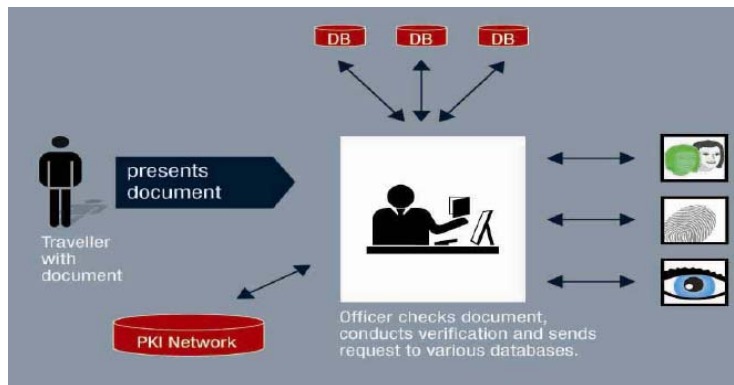 DB DB DB
presents
document
Traveller
with
document
PKI Network
Officer checks document,
conducts verification and sends
request to various databases.